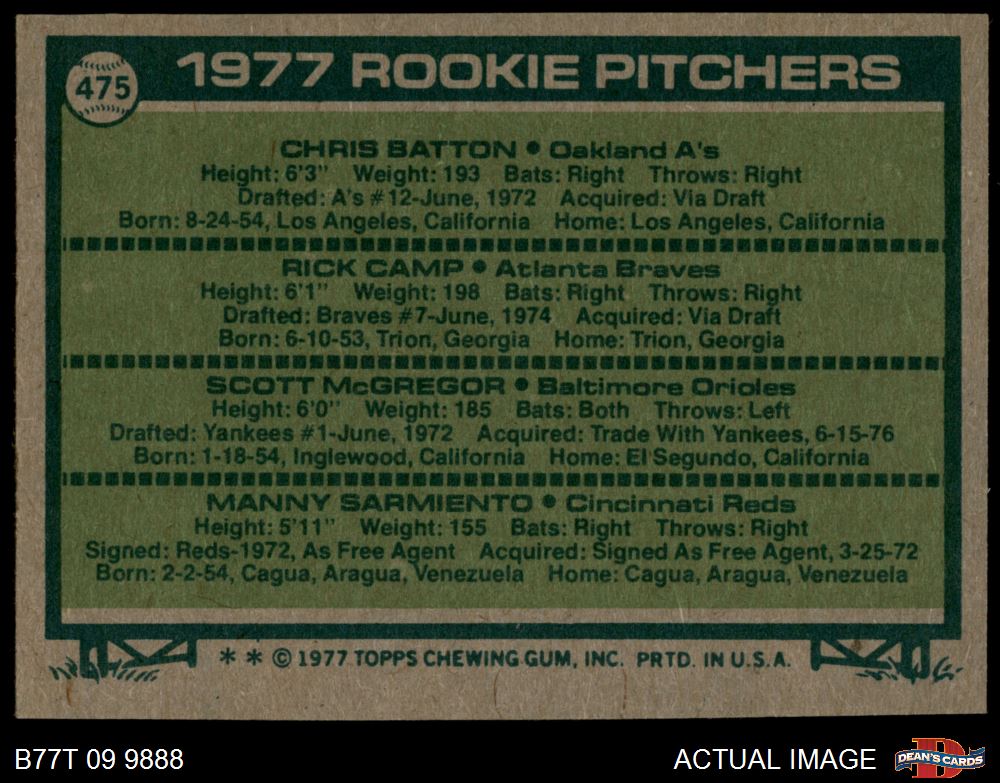 475
1977 ROOKIE PITCHERS
CHRIS BATTON • Oakland A's
Height: 6'3" Weight: 193 Bats: Right Throws: Right
Drafted: A's #12-June, 1972 Acquired: Via Draft
Born: 8-24-54, Los Angeles, California Home: Los Angeles, California
RICK CAMP • Atlanta Braves
Height: 6'1" Weight: 198 Bats: Right Throws: Right
Drafted: Braves #7-June, 1974 Acquired: Via Draft
Born: 6-10-53, Trion, Georgia Home: Trion, Georgia
SCOTT McGREGOR • Baltimore Orioles
Height: 6'0" Weight: 185 Bats: Both Throws: Left
Drafted: Yankees #1-June, 1972 Acquired: Trade With Yankees, 6-15-76
Born: 1-18-54, Inglewood, California Home: El Segundo, California
MANNY SARMIENTO • Cincinnati Reds
Height: 5'11" Weight: 155 Bats: Right Throws: Right
Signed: Reds-1972, As Free Agent Acquired: Signed As Free Agent, 3-25-72
Born: 2-2-54, Cagua, Aragua, Venezuela Home: Cagua, Aragua, Venezuela
* * © 1977 TOPPS CHEWING GUM, INC. PRTD. IN U.S.A.
B77T 09 9888
ACTUAL IMAGE
D
DEAN'S CARDS